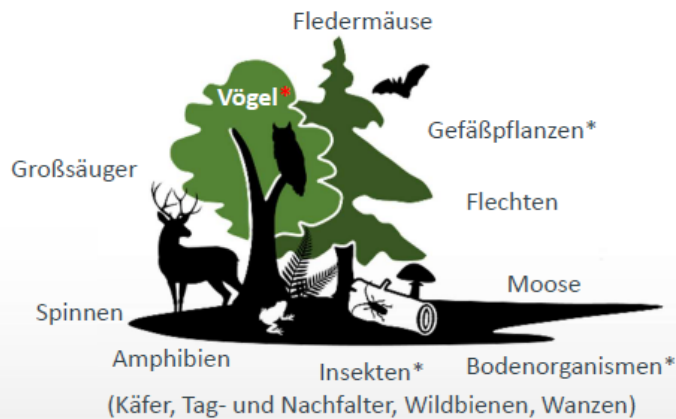 Fledermäuse
Vögel*
Gefäßpflanzen*
Großsäuger
Flechten
Moose
Spinnen
Amphibien
Insekten*
Bodenorganismen*
(Käfer, Tag- und Nachfalter, Wildbienen, Wanzen)